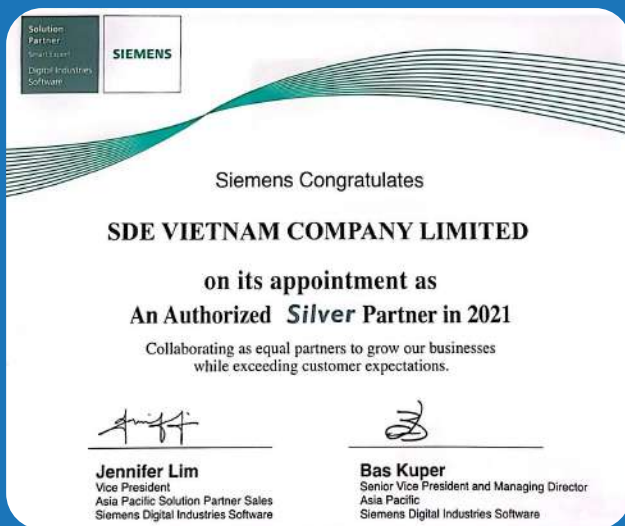 Solution
Partner
Smart Expert
Digital Industries
Software
SIEMENS
Siemens Congratulates
SDE VIETNAM COMPANY LIMITED
on its appointment as
An Authorized Silver Partner in 2021
Collaborating as equal partners to grow our businesses
while exceeding customer expectations.
Jennifer Lim
Vice President
Asia Pacific Solution Partner Sales
Siemens Digital Industries Software
Bas Kuper
Senior Vice President and Managing Director
Asia Pacific
Siemens Digital Industries Software